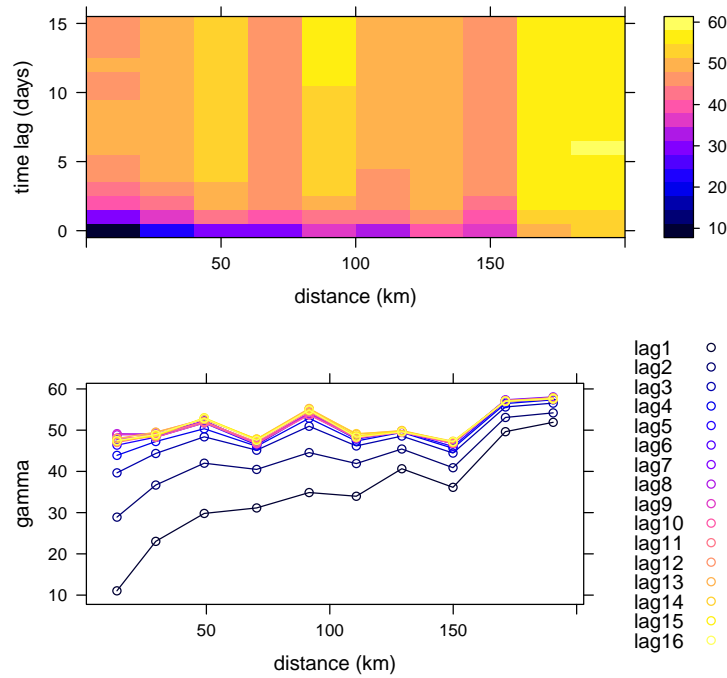 15
10
5
0
time lag (days)
50
100
150
distance (km)
60
50
40
30
20
10
60
50
40
30
20
10
gamma
50
100
150
distance (km)
lag1
lag2
lag3
lag4
lag5
lag6
lag7
lag8
lag9
lag10
lag11
lag12
lag13
lag14
lag15
lag16